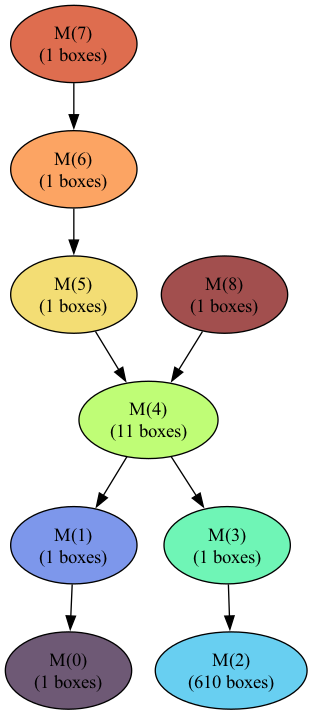 M(7)
(1 boxes)
M(6)
(1 boxes)
M(5)
(1 boxes)
M(8)
(1 boxes)
M(4)
(11 boxes)
M(1)
(1 boxes)
M(3)
(1 boxes)
M(0)
(1 boxes)
M(2)
(610 boxes)